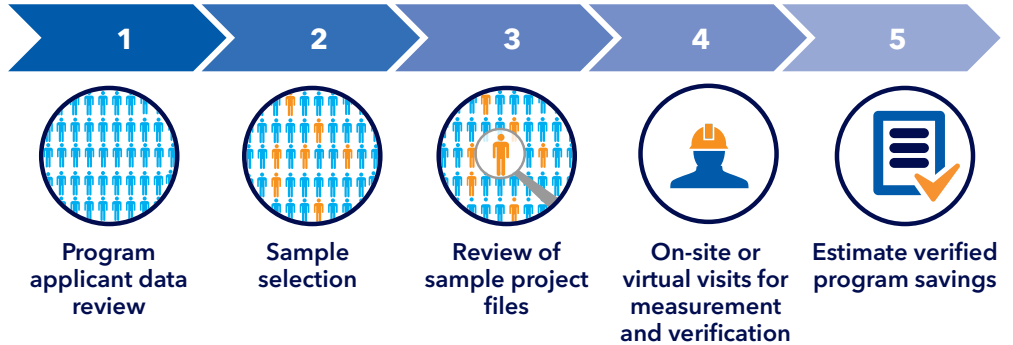 1
2
3
4
5
Program
applicant data
review
Sample
selection
Review of
sample project
files
On-site or
virtual visits for
measurement
and verification
Estimate verified
program savings